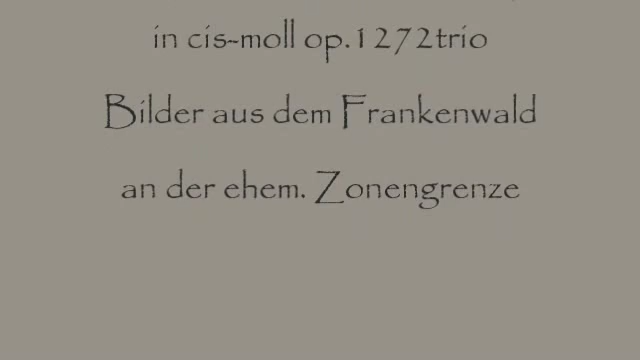 in cis-moll op.1272trio
Bilder aus dem Frankenwald
an der ehem. Zonengrenze